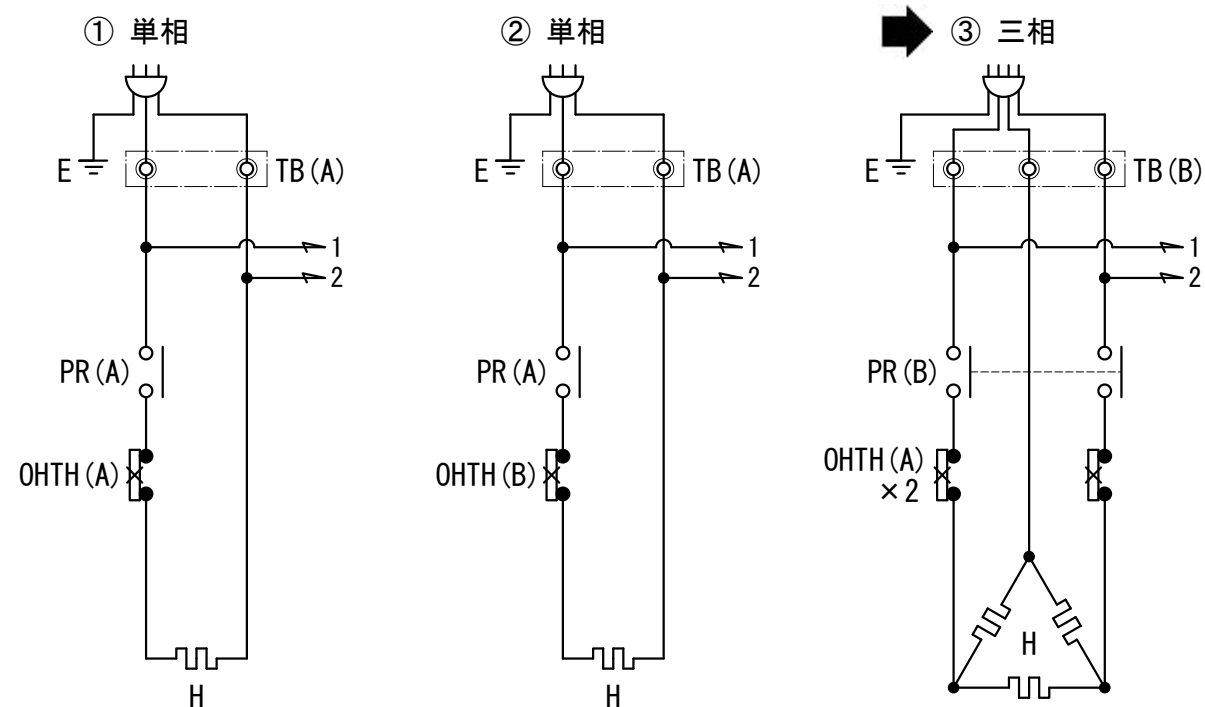 ① 単相
E
TB(A)
1
2
PR(A)
OHTH(A)
H
② 単相
E
TB(A)
1
2
PR(A)
OHTH(B)
H
③ 三相
E
TB(B)
1
2
PR(B)
OHTH(A)
×2
H